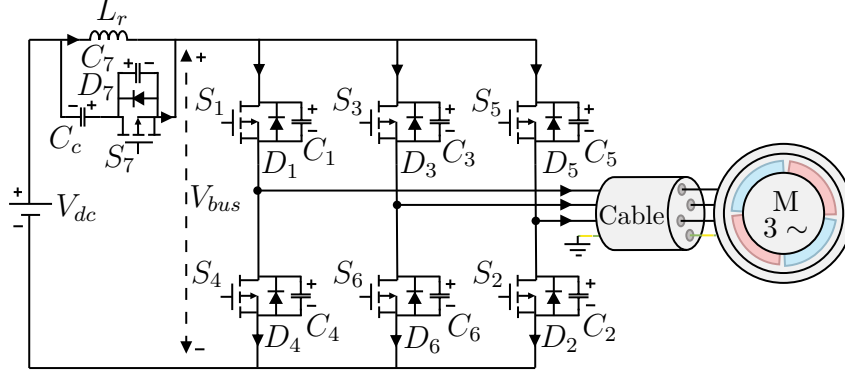 L_r
C_7
D_7
C_c
S_7
V_dc
V_bus
S_1
D_1
C_1
S_3
D_3
C_3
S_5
D_5
C_5
S_4
D_4
C_4
S_6
D_6
C_6
S_2
D_2
C_2
Cable
M
3 ~